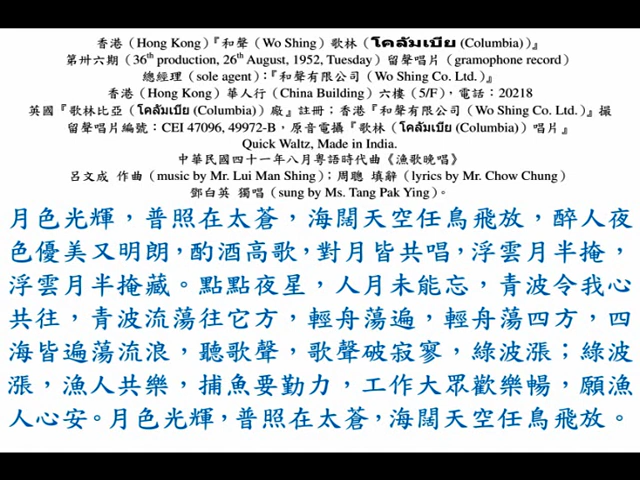 香港（Hong Kong）『和聲（Wo Shing）歌林（โคลัมเบีย (Columbia)）』
第卅六期（36th production, 26th August, 1952, Tuesday）留聲唱片（gramophone record）
總經理（sole agent）：『和聲有限公司（Wo Shing Co. Ltd.）』
香港（Hong Kong）華人行（China Building）六樓（5/F），電話：20218
英國『歌林比亞（โคลัมเบีย (Columbia)）廠』註冊；香港『和聲有限公司（Wo Shing Co. Ltd.）』撮
留聲唱片編號：CEI 47096, 49972-B，原音電攝『歌林（โคลัมเบีย (Columbia)）唱片』
Quick Waltz, Made in India.
中華民國四十一年八月粵語時代曲《漁歌晚唱》
呂文成 作曲（music by Mr. Lui Man Shing）；周聰 填辭（lyrics by Mr. Chow Chung）
鄧白英 獨唱（sung by Ms. Tang Pak Ying）。
月色光輝，普照在太蒼，海闊天空任鳥飛放，醉人夜
色優美又明朗，酌酒高歌，對月皆共唱，浮雲月半掩，
浮雲月半掩藏。點點夜星，人月未能忘，青波令我心
共往，青波流蕩往它方，輕舟蕩遍，輕舟蕩四方，四
海皆遍蕩流浪，聽歌聲，歌聲破寂寥，綠波漲；綠波
漲，漁人共樂，捕魚要勤力，工作大眾歡樂暢，願漁
人心安。月色光輝，普照在太蒼，海闊天空任鳥飛放。